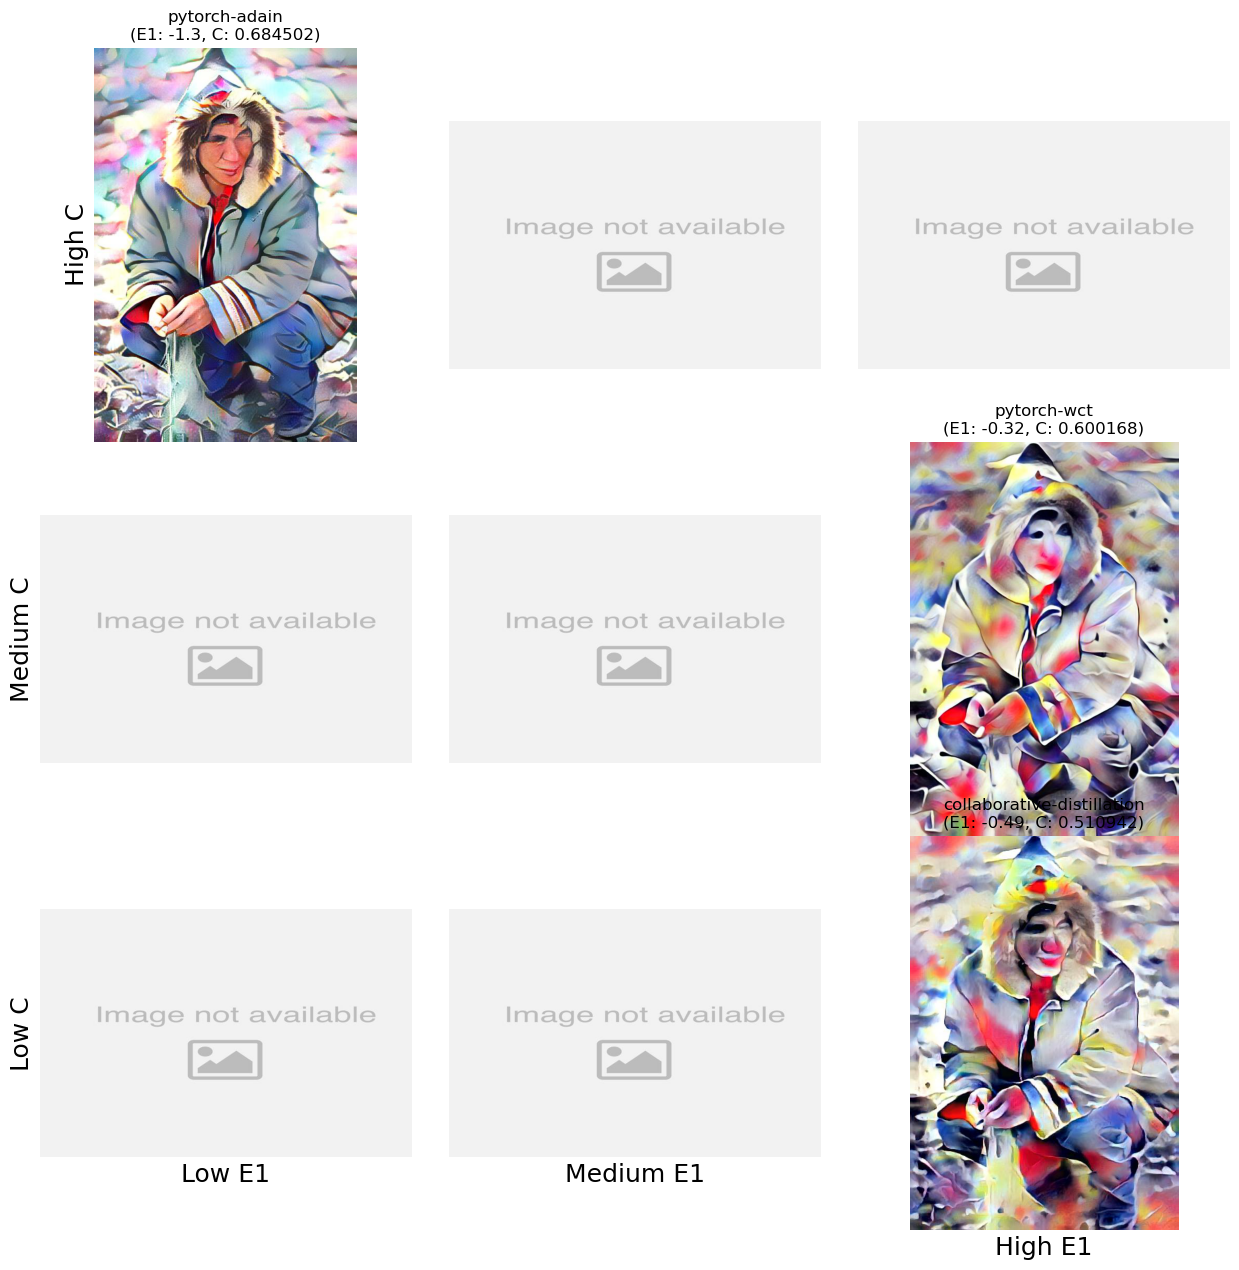 pytorch-adain
(E1: -1.3, C: 0.684502)
High C
Image not available
Image not available
pytorch-wct
(E1: -0.32, C: 0.600168)
Medium C
Image not available
Image not available
collaborative-distillation
(E1: -0.49, C: 0.510942)
Low C
Image not available
Image not available
Low E1
Medium E1
High E1